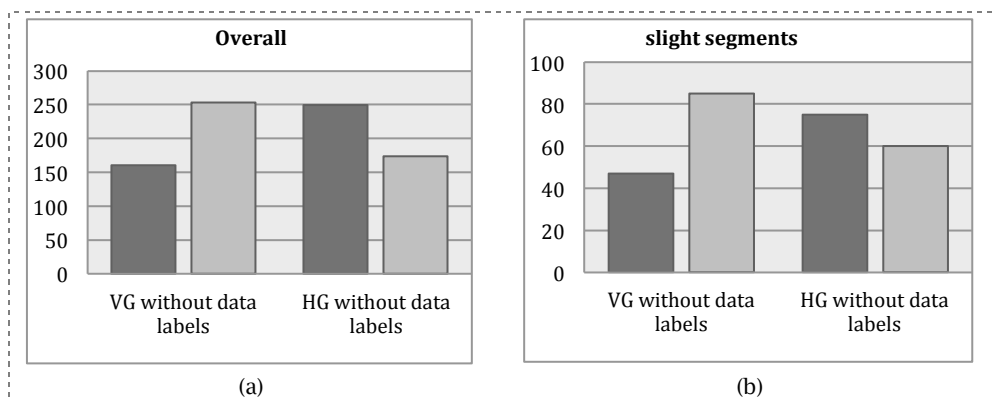 Overall
300
250
200
150
100
50
0
VG without data
labels
HG without data
labels
(a)
slight segments
100
80
60
40
20
0
VG without data
labels
HG without data
labels
(b)